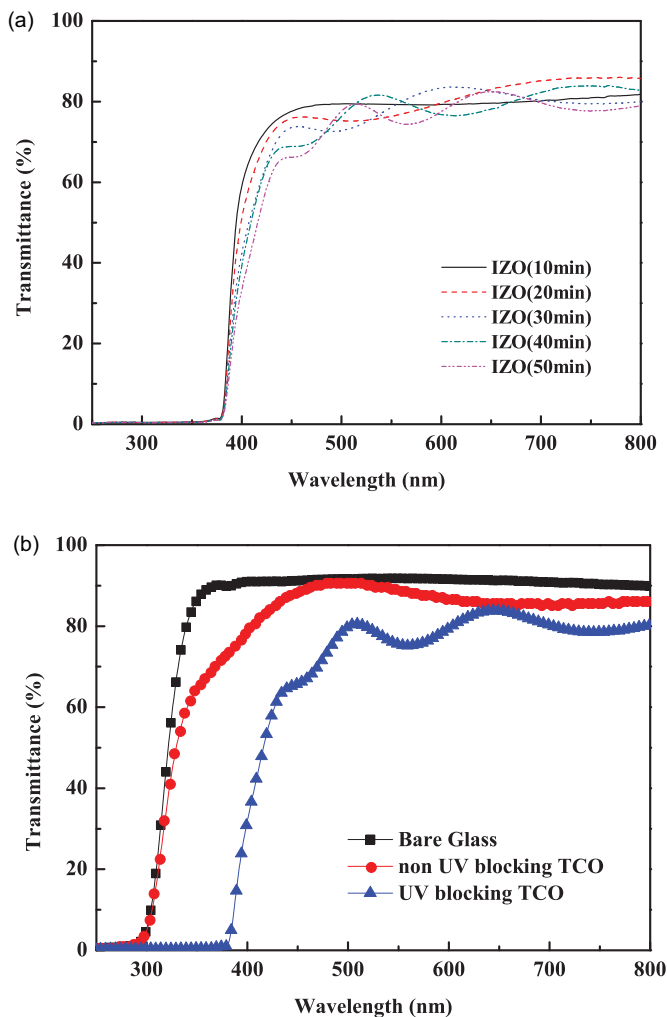 (a)
100
80
60
40
20
0
Transmittance (%)
IZO(10min)
IZO(20min)
IZO(30min)
IZO(40min)
IZO(50min)
300 400 500 600 700 800
Wavelength (nm)
(b)
100
80
60
40
20
0
Transmittance (%)
Bare Glass
non UV blocking TCO
UV blocking TCO
300 400 500 600 700 800
Wavelength (nm)